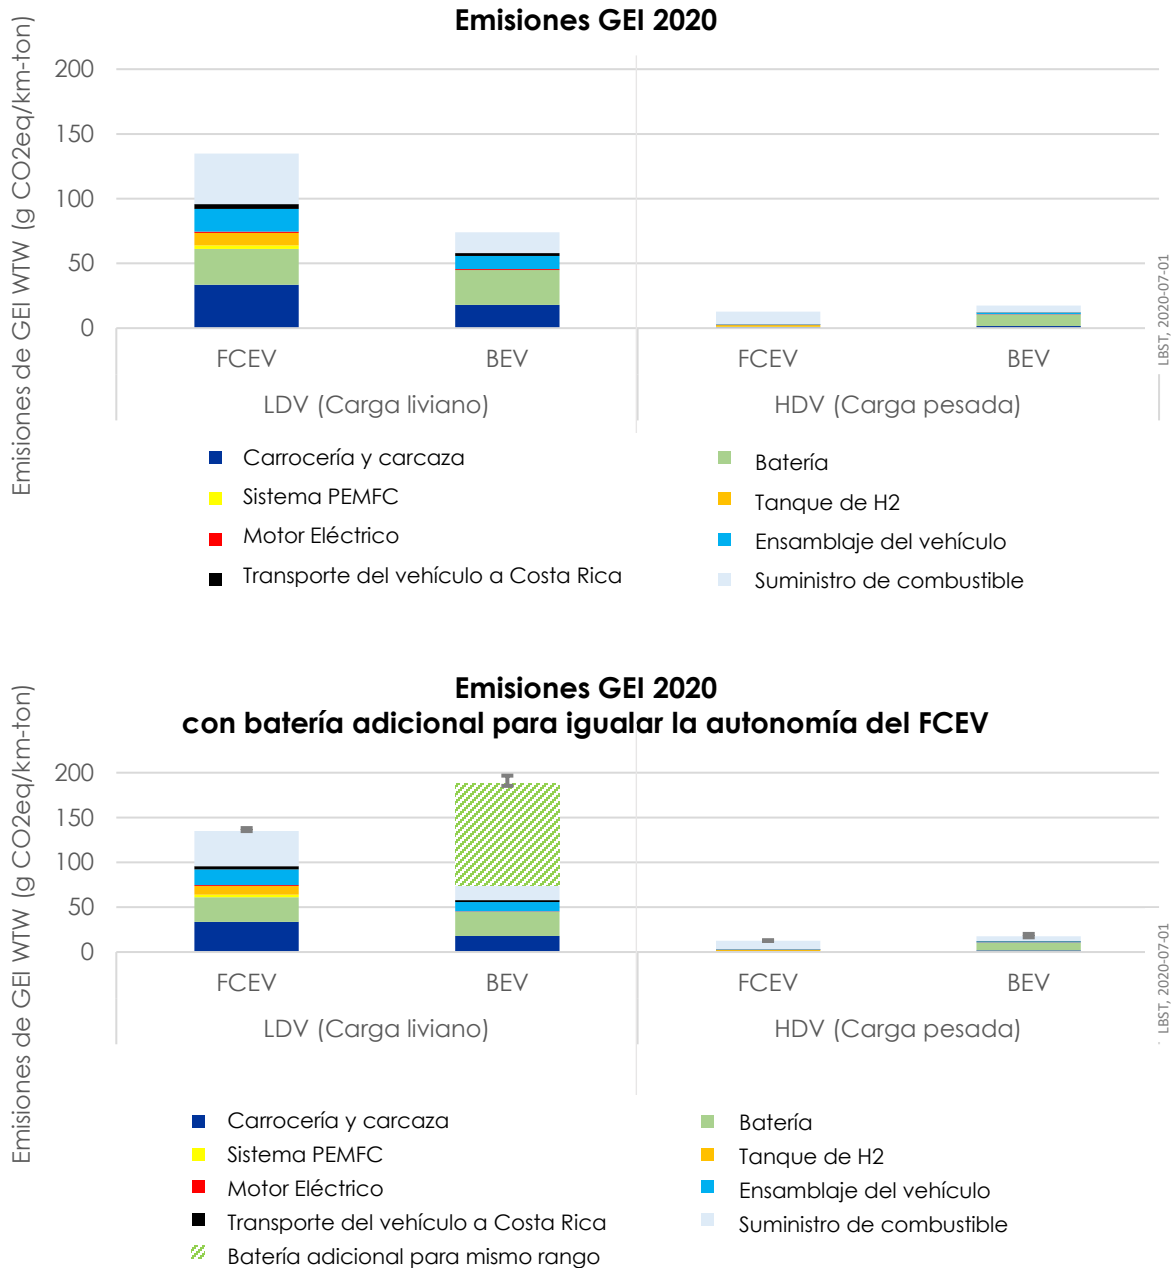 Emisiones GEI 2020
Emisiones de GEI WTW (g CO2eq/km-ton)
200
150
100
50
0
FCEV
BEV
FCEV
BEV
LDV (Carga liviano)
HDV (Carga pesada)
LBST, 2020-07-01
Carrocería y carcaza
Batería
Sistema PEMFC
Tanque de H2
Motor Eléctrico
Ensamblaje del vehículo
Transporte del vehículo a Costa Rica
Suministro de combustible
Emisiones GEI 2020
con batería adicional para igualar la autonomía del FCEV
Emisiones de GEI WTW (g CO2eq/km-ton)
200
150
100
50
0
FCEV
BEV
FCEV
BEV
LDV (Carga liviano)
HDV (Carga pesada)
LBST, 2020-07-01
Carrocería y carcaza
Batería
Sistema PEMFC
Tanque de H2
Motor Eléctrico
Ensamblaje del vehículo
Transporte del vehículo a Costa Rica
Suministro de combustible
Batería adicional para mismo rango